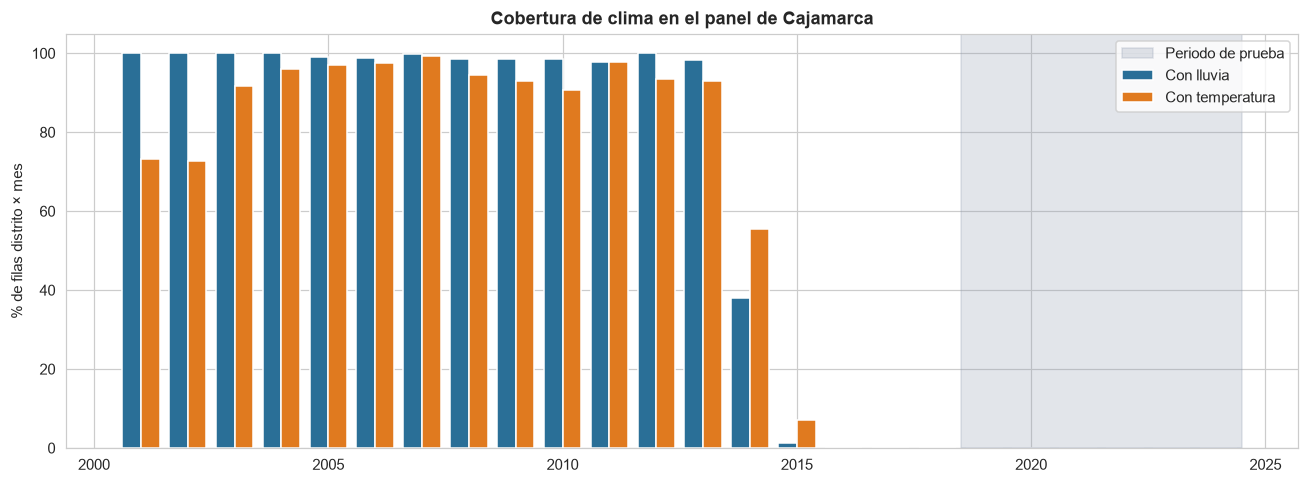 Cobertura de clima en el panel de Cajamarca
% de filas distrito × mes
100
80
60
40
20
0
2000
2005
2010
2015
2020
2025
Periodo de prueba
Con lluvia
Con temperatura